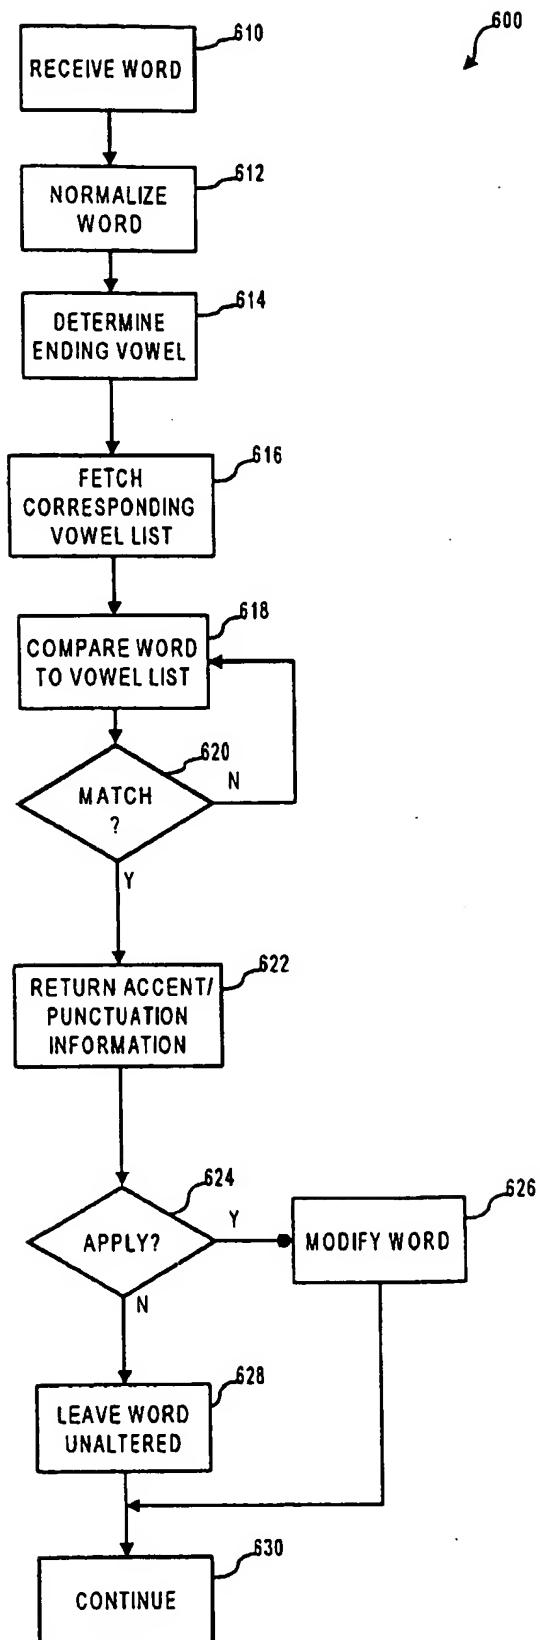 600
610
RECEIVE WORD
612
NORMALIZE
WORD
614
DETERMINE
ENDING VOWEL
616
FETCH
CORRESPONDING
VOWEL LIST
618
COMPARE WORD
TO VOWEL LIST
620
MATCH
?
N
Y
622
RETURN ACCENT/
PUNCTUATION
INFORMATION
624
APPLY?
Y
626
MODIFY WORD
N
628
LEAVE WORD
UNALTERED
630
CONTINUE